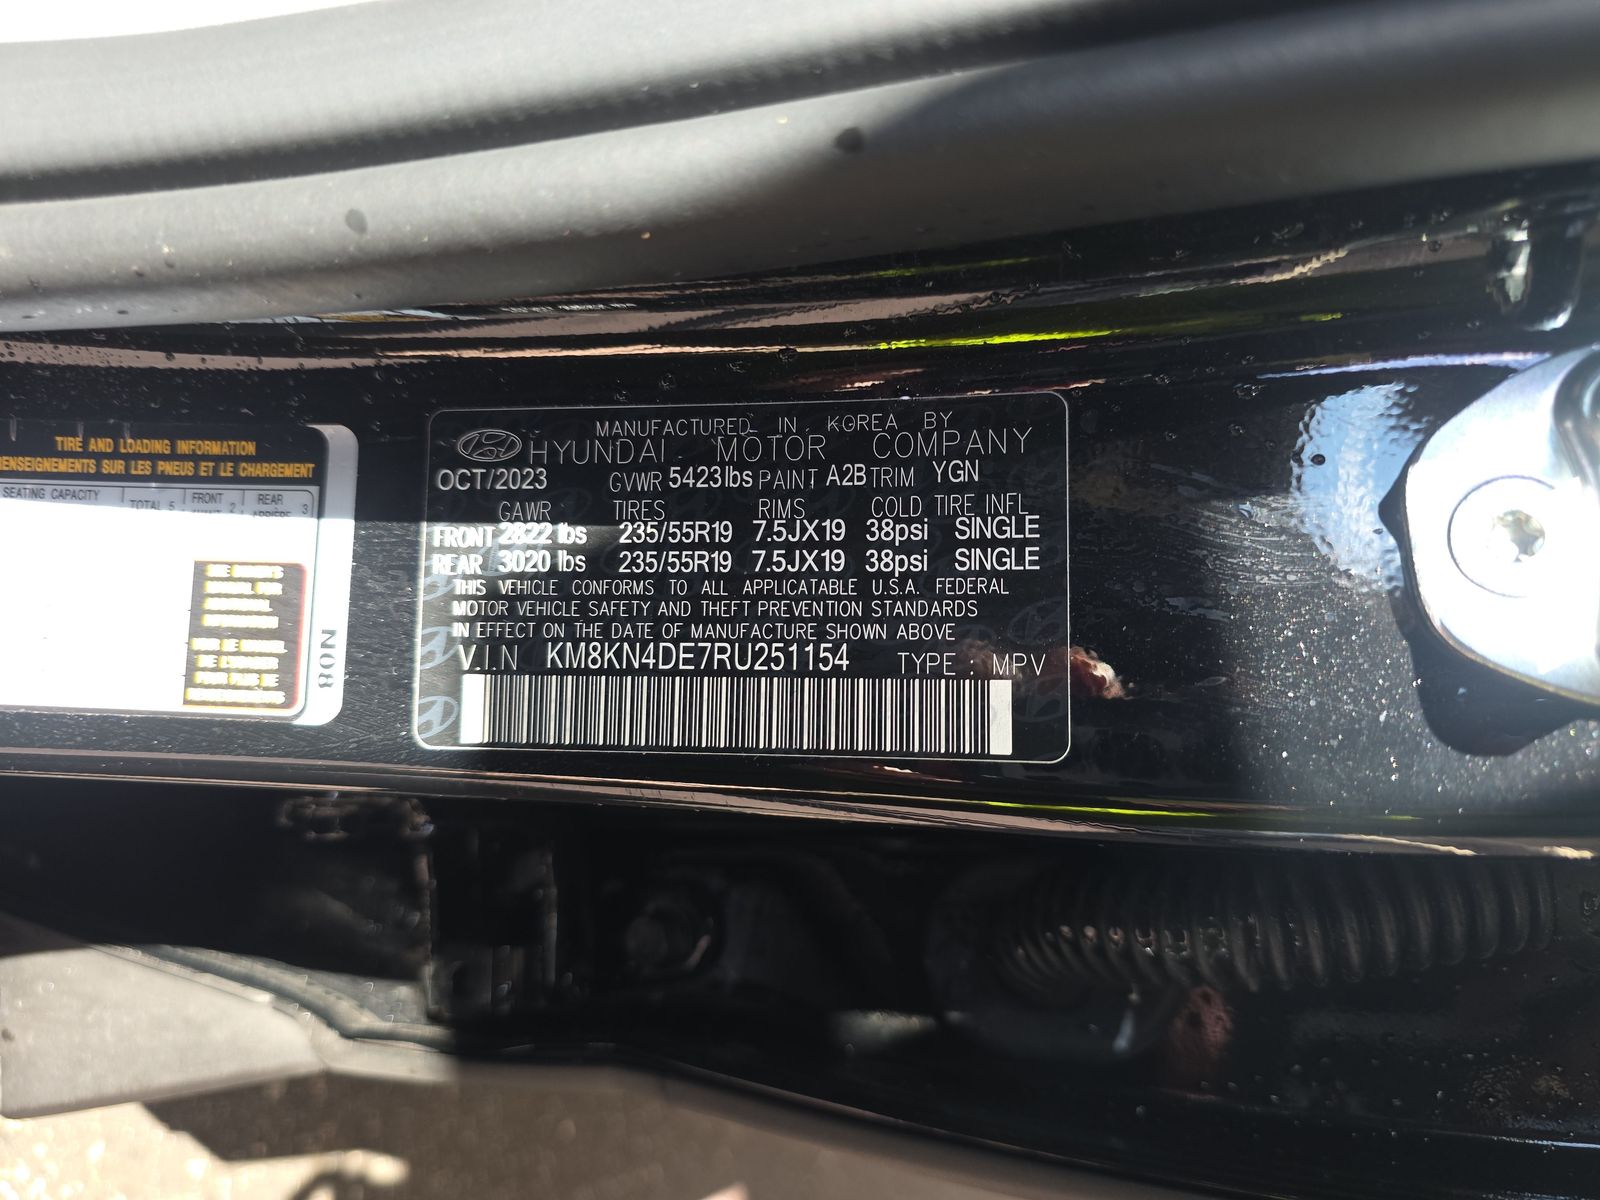 TIRE AND LOADING INFORMATION
RENSEIGNEMENTS SUR LES PNEUS ET LE CHARGEMENT
SEATING CAPACITY TOTAL 5 FRONT 2 REAR 3
N08
MANUFACTURED IN KOREA BY
HYUNDAI MOTOR COMPANY
OCT/2023 GVWR 5423lbs PAINT A2B TRIM YGN
GAWR TIRES RIMS COLD TIRE INFL
FRONT 2822 lbs 235/55R19 7.5JX19 38psi SINGLE
REAR 3020 lbs 235/55R19 7.5JX19 38psi SINGLE
THIS VEHICLE CONFORMS TO ALL APPLICATABLE U.S.A. FEDERAL
MOTOR VEHICLE SAFETY AND THEFT PREVENTION STANDARDS
IN EFFECT ON THE DATE OF MANUFACTURE SHOWN ABOVE
V.I.N KM8KN4DE7RU251154 TYPE : MPV